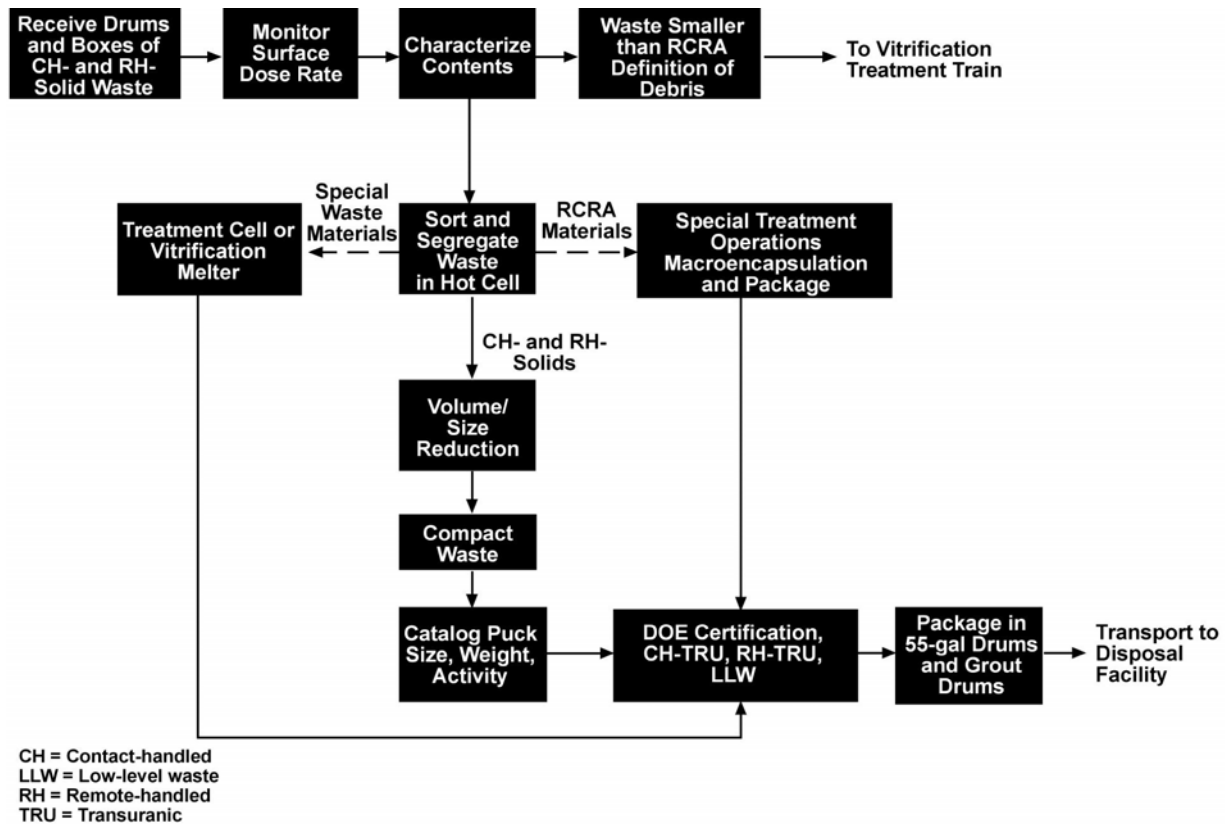 Receive Drums
and Boxes of
CH- and RH-
Solid Waste
Monitor
Surface
Dose Rate
Characterize
Contents
Waste Smaller
than RCRA
Definition of
Debris
To Vitrification
Treatment Train
Special
Waste
Materials
RCRA
Materials
Treatment Cell or
Vitrification
Melter
Sort and
Segregate
Waste
in Hot Cell
Special Treatment
Operations
Macroencapsulation
and Package
CH- and RH-
Solids
Volume/
Size
Reduction
Compact
Waste
Catalog Puck
Size, Weight,
Activity
DOE Certification,
CH-TRU, RH-TRU,
LLW
Package in
55-gal Drums
and Grout
Drums
Transport to
Disposal
Facility
CH = Contact-handled
LLW = Low-level waste
RH = Remote-handled
TRU = Transuranic